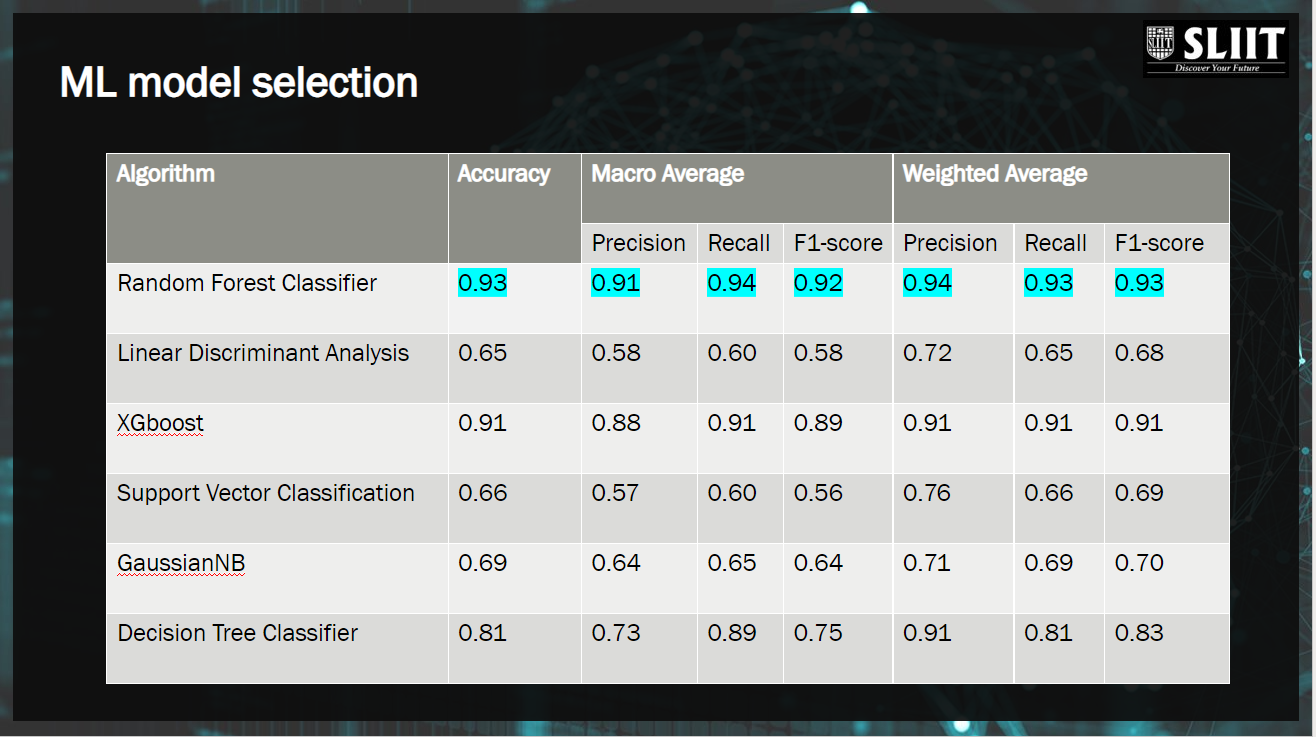 SLIIT
Discover Your Future
ML model selection
Algorithm Accuracy Macro Average Weighted Average
Precision Recall F1-score Precision Recall F1-score
Random Forest Classifier 0.93 0.91 0.94 0.92 0.94 0.93 0.93
Linear Discriminant Analysis 0.65 0.58 0.60 0.58 0.72 0.65 0.68
XGboost 0.91 0.88 0.91 0.89 0.91 0.91 0.91
Support Vector Classification 0.66 0.57 0.60 0.56 0.76 0.66 0.69
GaussianNB 0.69 0.64 0.65 0.64 0.71 0.69 0.70
Decision Tree Classifier 0.81 0.73 0.89 0.75 0.91 0.81 0.83